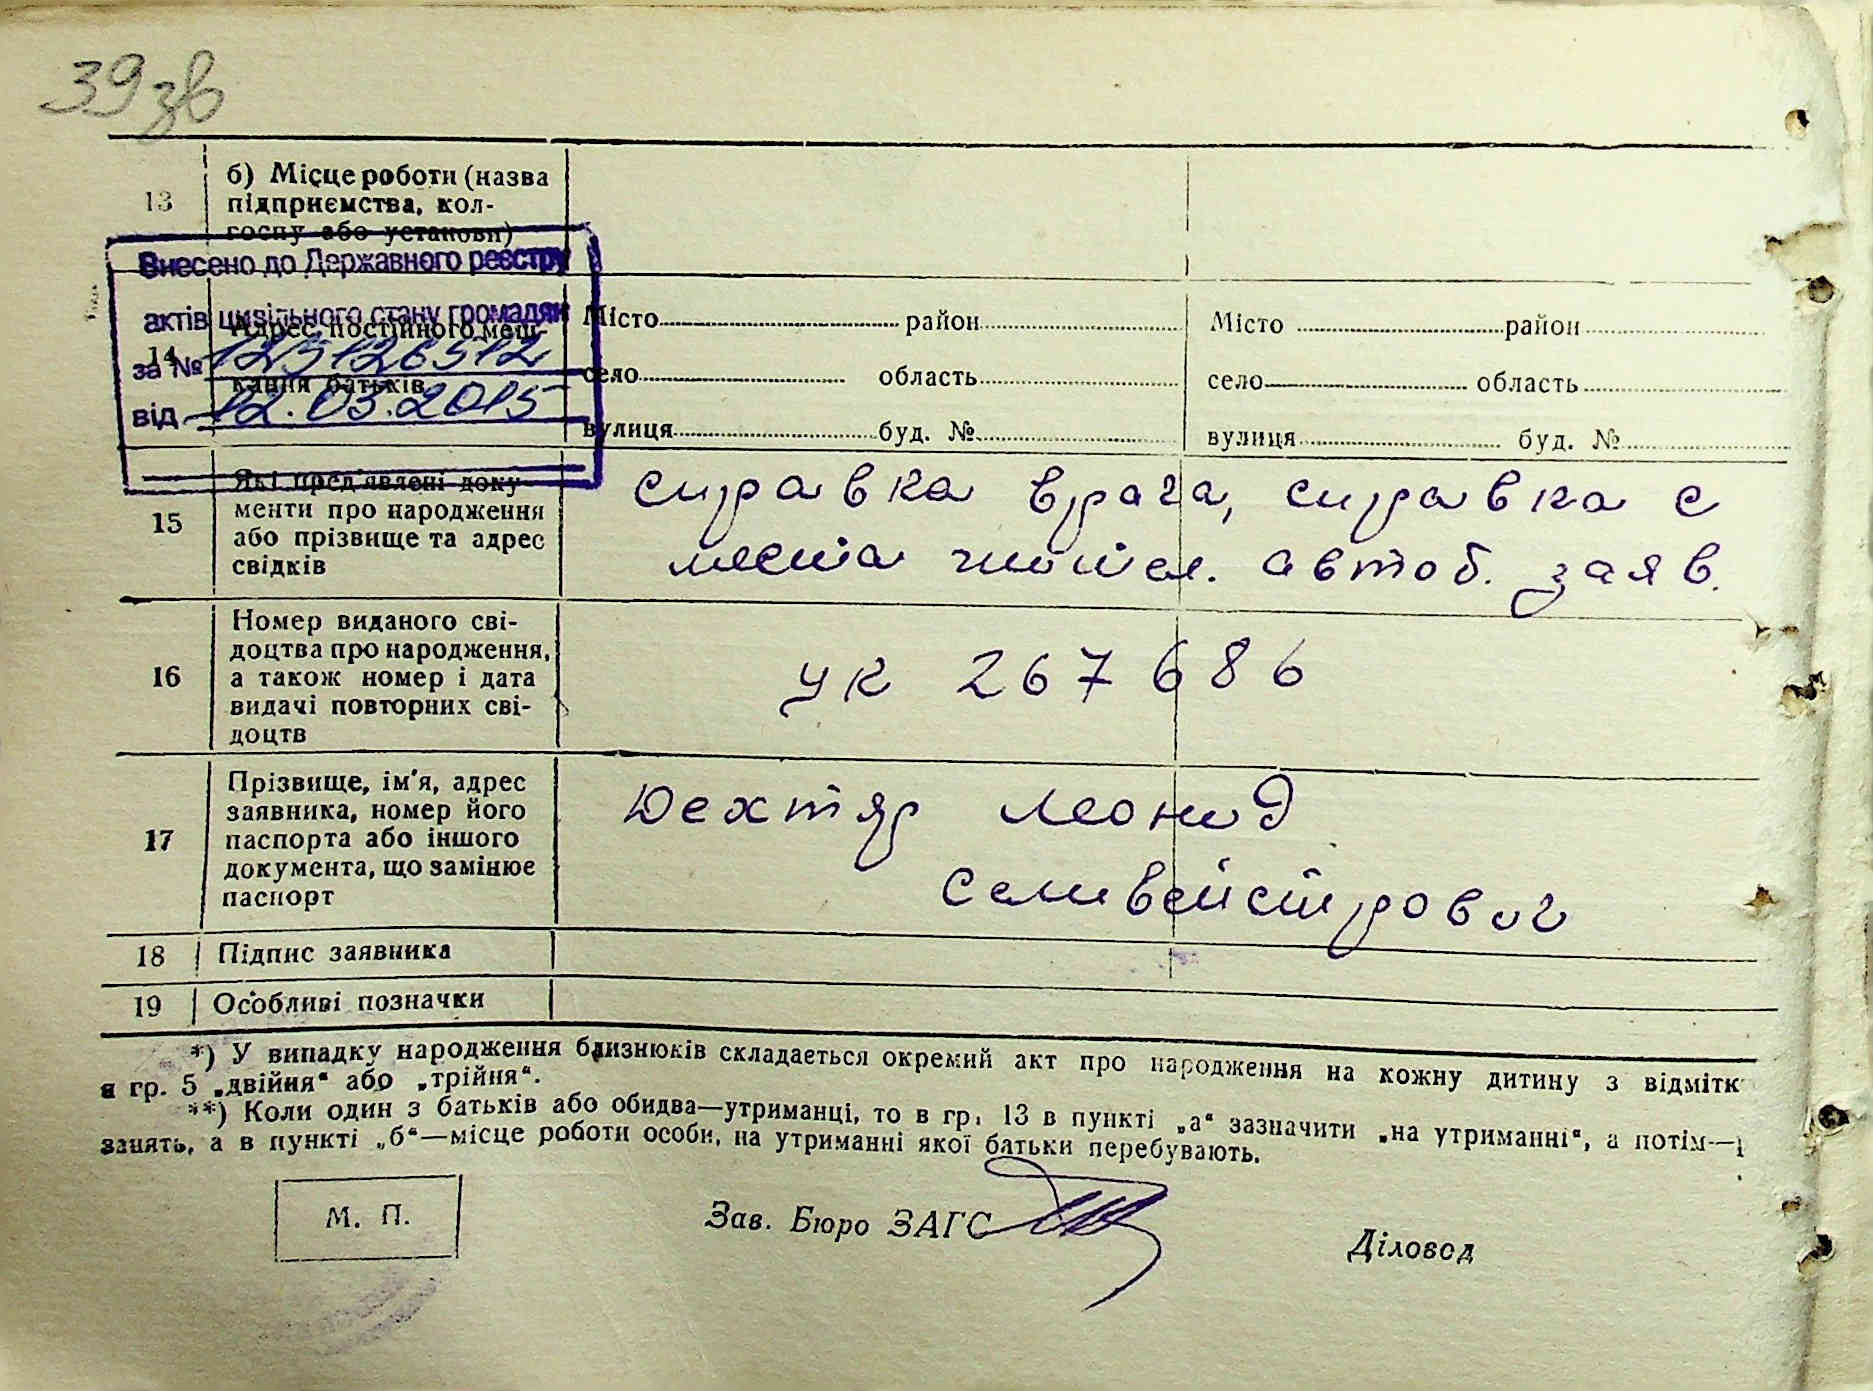 39 зв
13
б) Місце роботи (назва
підприємства, кол-
госпу або установи)
Внесено до Державного реєстру
актів цивільного стану громадян
за №
від 12.03.2015
14
Адрес постійного меш-
кання батьків
Місто район
село область
вулиця буд. №
Місто район
село область
вулиця буд. №
15
Які пред'явлені доку-
менти про народження
або прізвище та адрес
свідків
справка врача, справка с
места автоб. заяв.
16
Номер виданого сві-
доцтва про народження,
а також номер і дата
видачі повторних сві-
доцтв
УК 267686
17
Прізвище, ім'я, адрес
заявника, номер його
паспорта або іншого
документа, що замінює
паспорт
Дехтяр Леонид
Селивейстрович
18 Підпис заявника
19 Особливі позначки
*) У випадку народження близнюків складається окремий акт про народження на кожну дитину з відмітк
в гр. 5 „двійня“ або „трійня“.
**) Коли один з батьків або обидва—утриманці, то в гр. 13 в пункті „а“ зазначити „на утриманні“, а потім—
занять, а в пункті „б“—місце роботи особи, на утриманні якої батьки перебувають.
М. П.
Зав. Бюро ЗАГС
Діловод